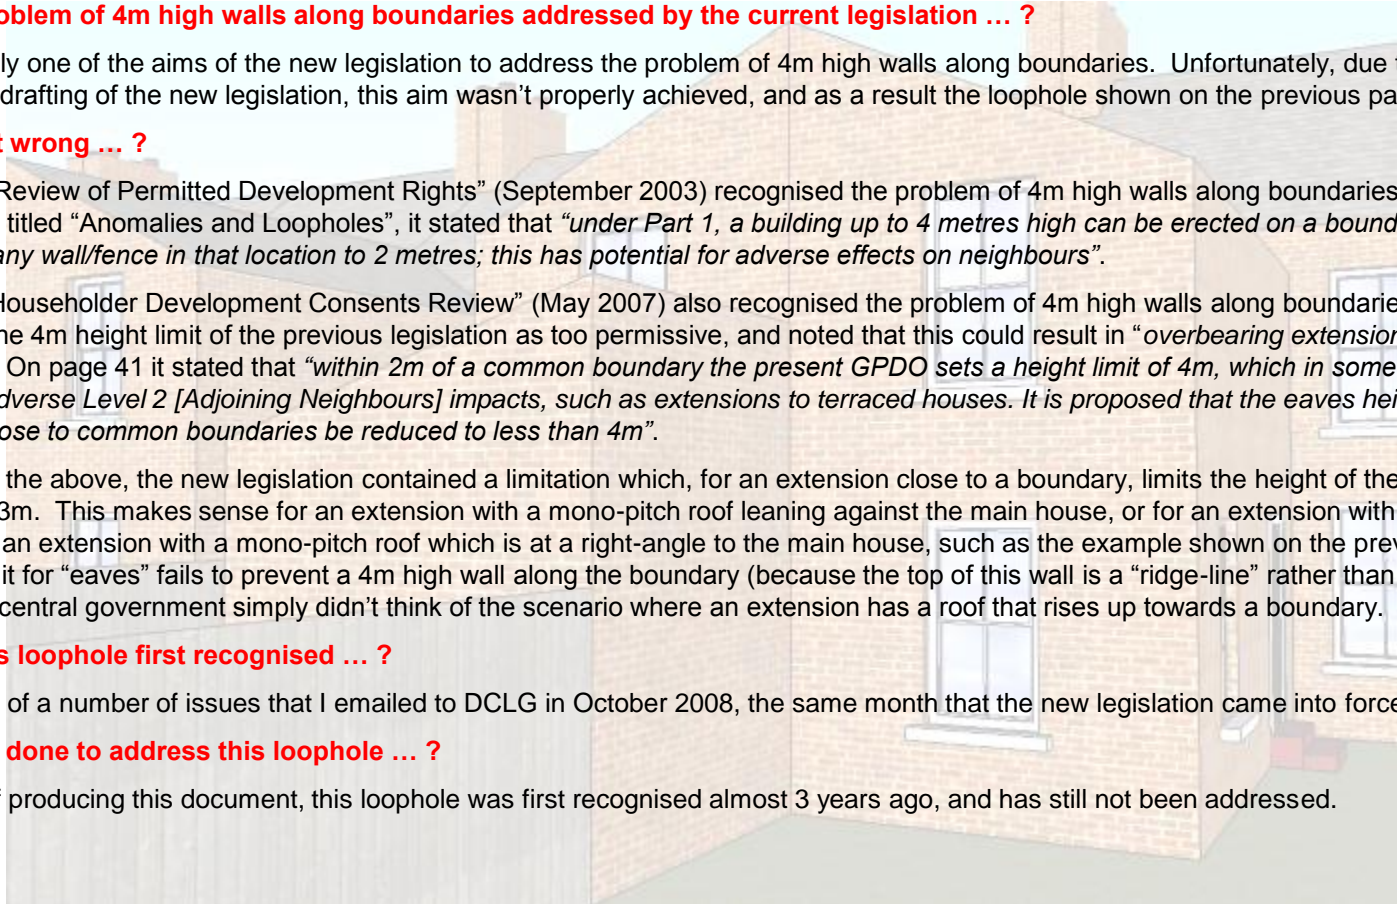 oblem of 4m high walls along boundaries addressed by the current legislation … ?
ly one of the aims of the new legislation to address the problem of 4m high walls along boundaries.  Unfortunately, due
drafting of the new legislation, this aim wasn’t properly achieved, and as a result the loophole shown on the previous pa
t wrong … ?
Review of Permitted Development Rights” (September 2003) recognised the problem of 4m high walls along boundaries
titled “Anomalies and Loopholes”, it stated that “under Part 1, a building up to 4 metres high can be erected on a bound
any wall/fence in that location to 2 metres; this has potential for adverse effects on neighbours”.
Householder Development Consents Review” (May 2007) also recognised the problem of 4m high walls along boundarie
he 4m height limit of the previous legislation as too permissive, and noted that this could result in “overbearing extension
On page 41 it stated that “within 2m of a common boundary the present GPDO sets a height limit of 4m, which in some
dverse Level 2 [Adjoining Neighbours] impacts, such as extensions to terraced houses. It is proposed that the eaves hei
ose to common boundaries be reduced to less than 4m”.
the above, the new legislation contained a limitation which, for an extension close to a boundary, limits the height of the
3m.  This makes sense for an extension with a mono-pitch roof leaning against the main house, or for an extension with
an extension with a mono-pitch roof which is at a right-angle to the main house, such as the example shown on the prev
it for “eaves” fails to prevent a 4m high wall along the boundary (because the top of this wall is a “ridge-line” rather than
central government simply didn’t think of the scenario where an extension has a roof that rises up towards a boundary.
s loophole first recognised … ?
of a number of issues that I emailed to DCLG in October 2008, the same month that the new legislation came into force
done to address this loophole … ?
f producing this document, this loophole was first recognised almost 3 years ago, and has still not been addressed.